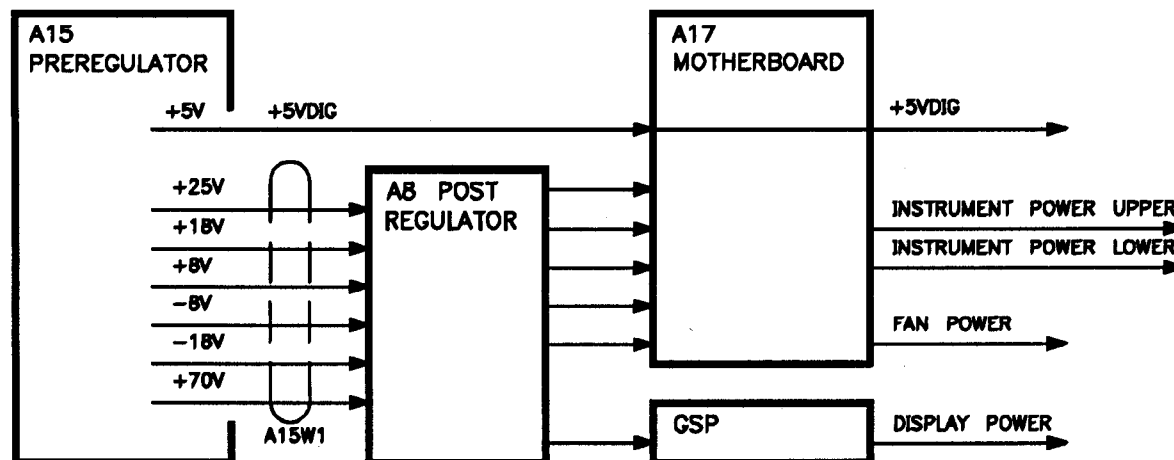 A15
PREREGULATOR
+5V
+5VDIG
+25V
+18V
+8V
-8V
-18V
+70V
A15W1
A8 POST
REGULATOR
A17
MOTHERBOARD
+5VDIG
INSTRUMENT POWER UPPER
INSTRUMENT POWER LOWER
FAN POWER
GSP
DISPLAY POWER